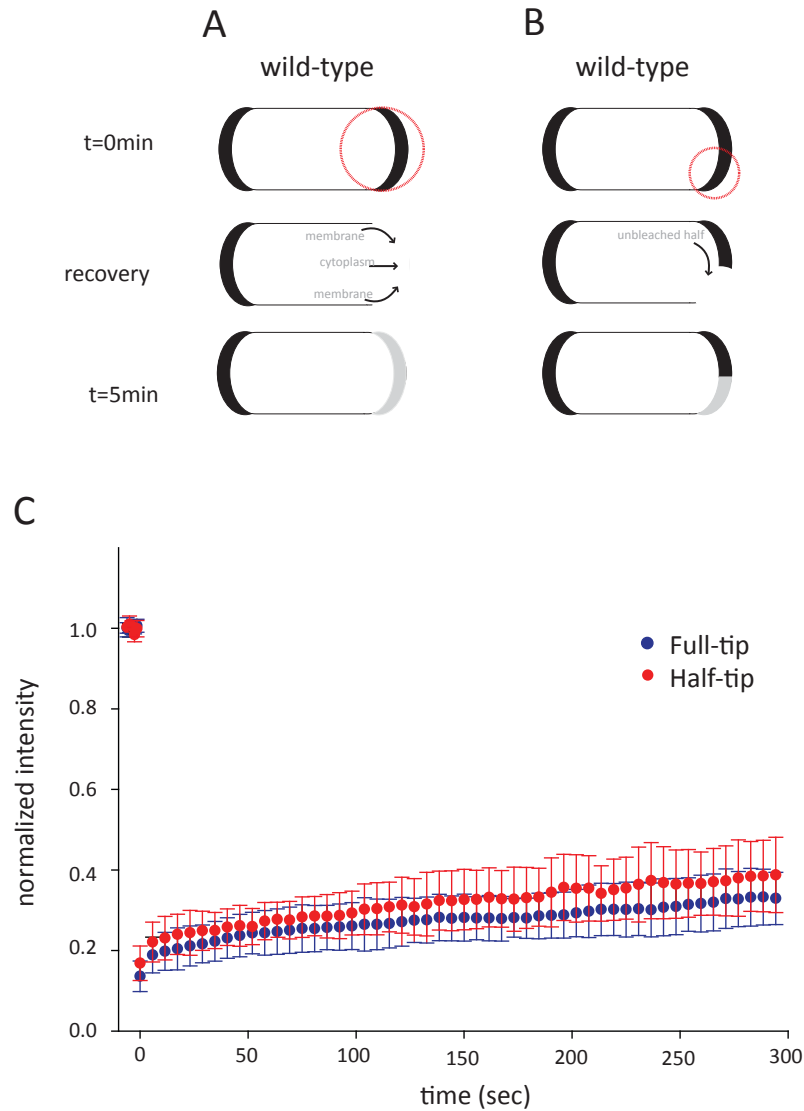 A
B
wild-type
wild-type
t=0min
recovery
membrane
cytoplasm
membrane
unbleached half
t=5min
C
normalized intensity
1.0
0.8
0.6
0.4
0.2
0.0
Full-tip
Half-tip
0
50
100
150
200
250
300
time (sec)